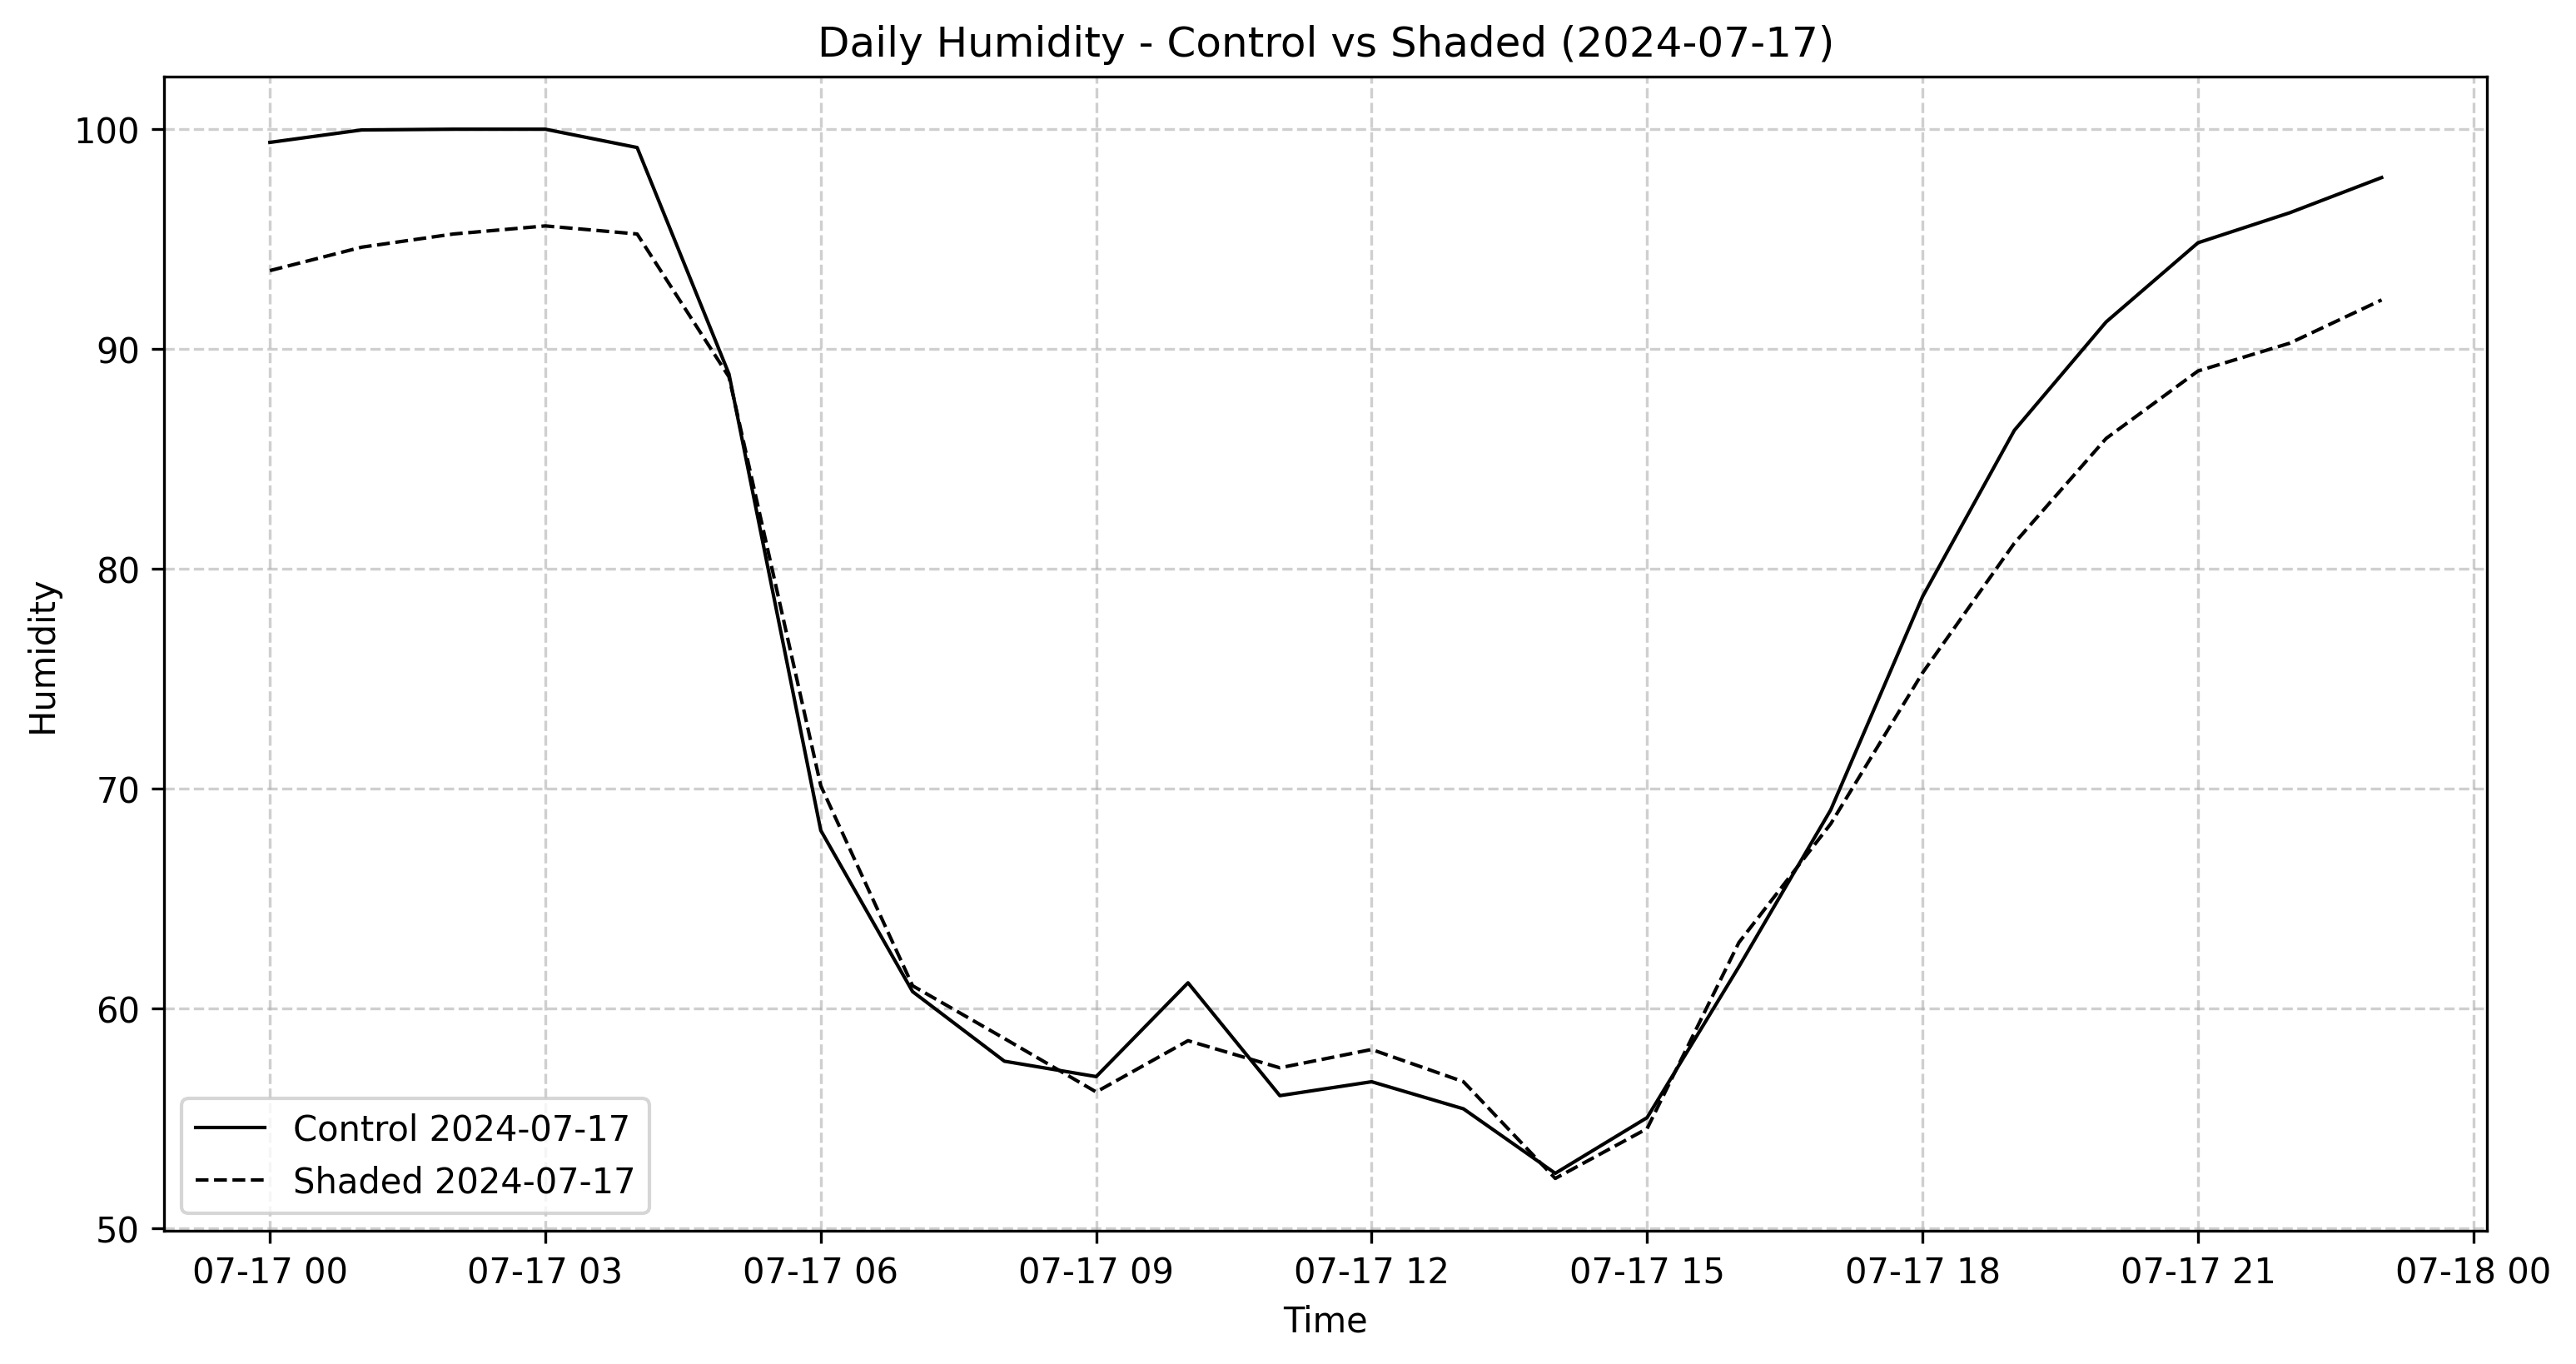 Daily Humidity - Control vs Shaded (2024-07-17)
Humidity
100
90
80
70
60
50
Control 2024-07-17
Shaded 2024-07-17
07-17 00 07-17 03 07-17 06 07-17 09 07-17 12 07-17 15 07-17 18 07-17 21 07-18 00
Time